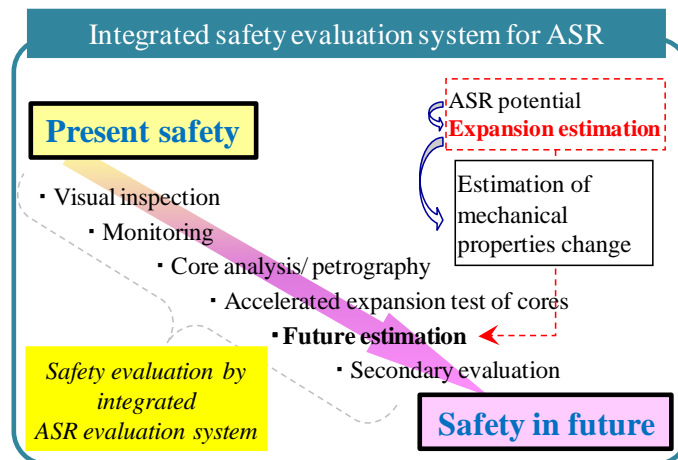 Integrated safety evaluation system for ASR
ASR potential
Expansion estimation
Present safety
Estimation of
mechanical
properties change
・Visual inspection
・Monitoring
・Core analysis/ petrography
・Accelerated expansion test of cores
・Future estimation
・Secondary evaluation
Safety evaluation by
integrated
ASR evaluation system
Safety in future